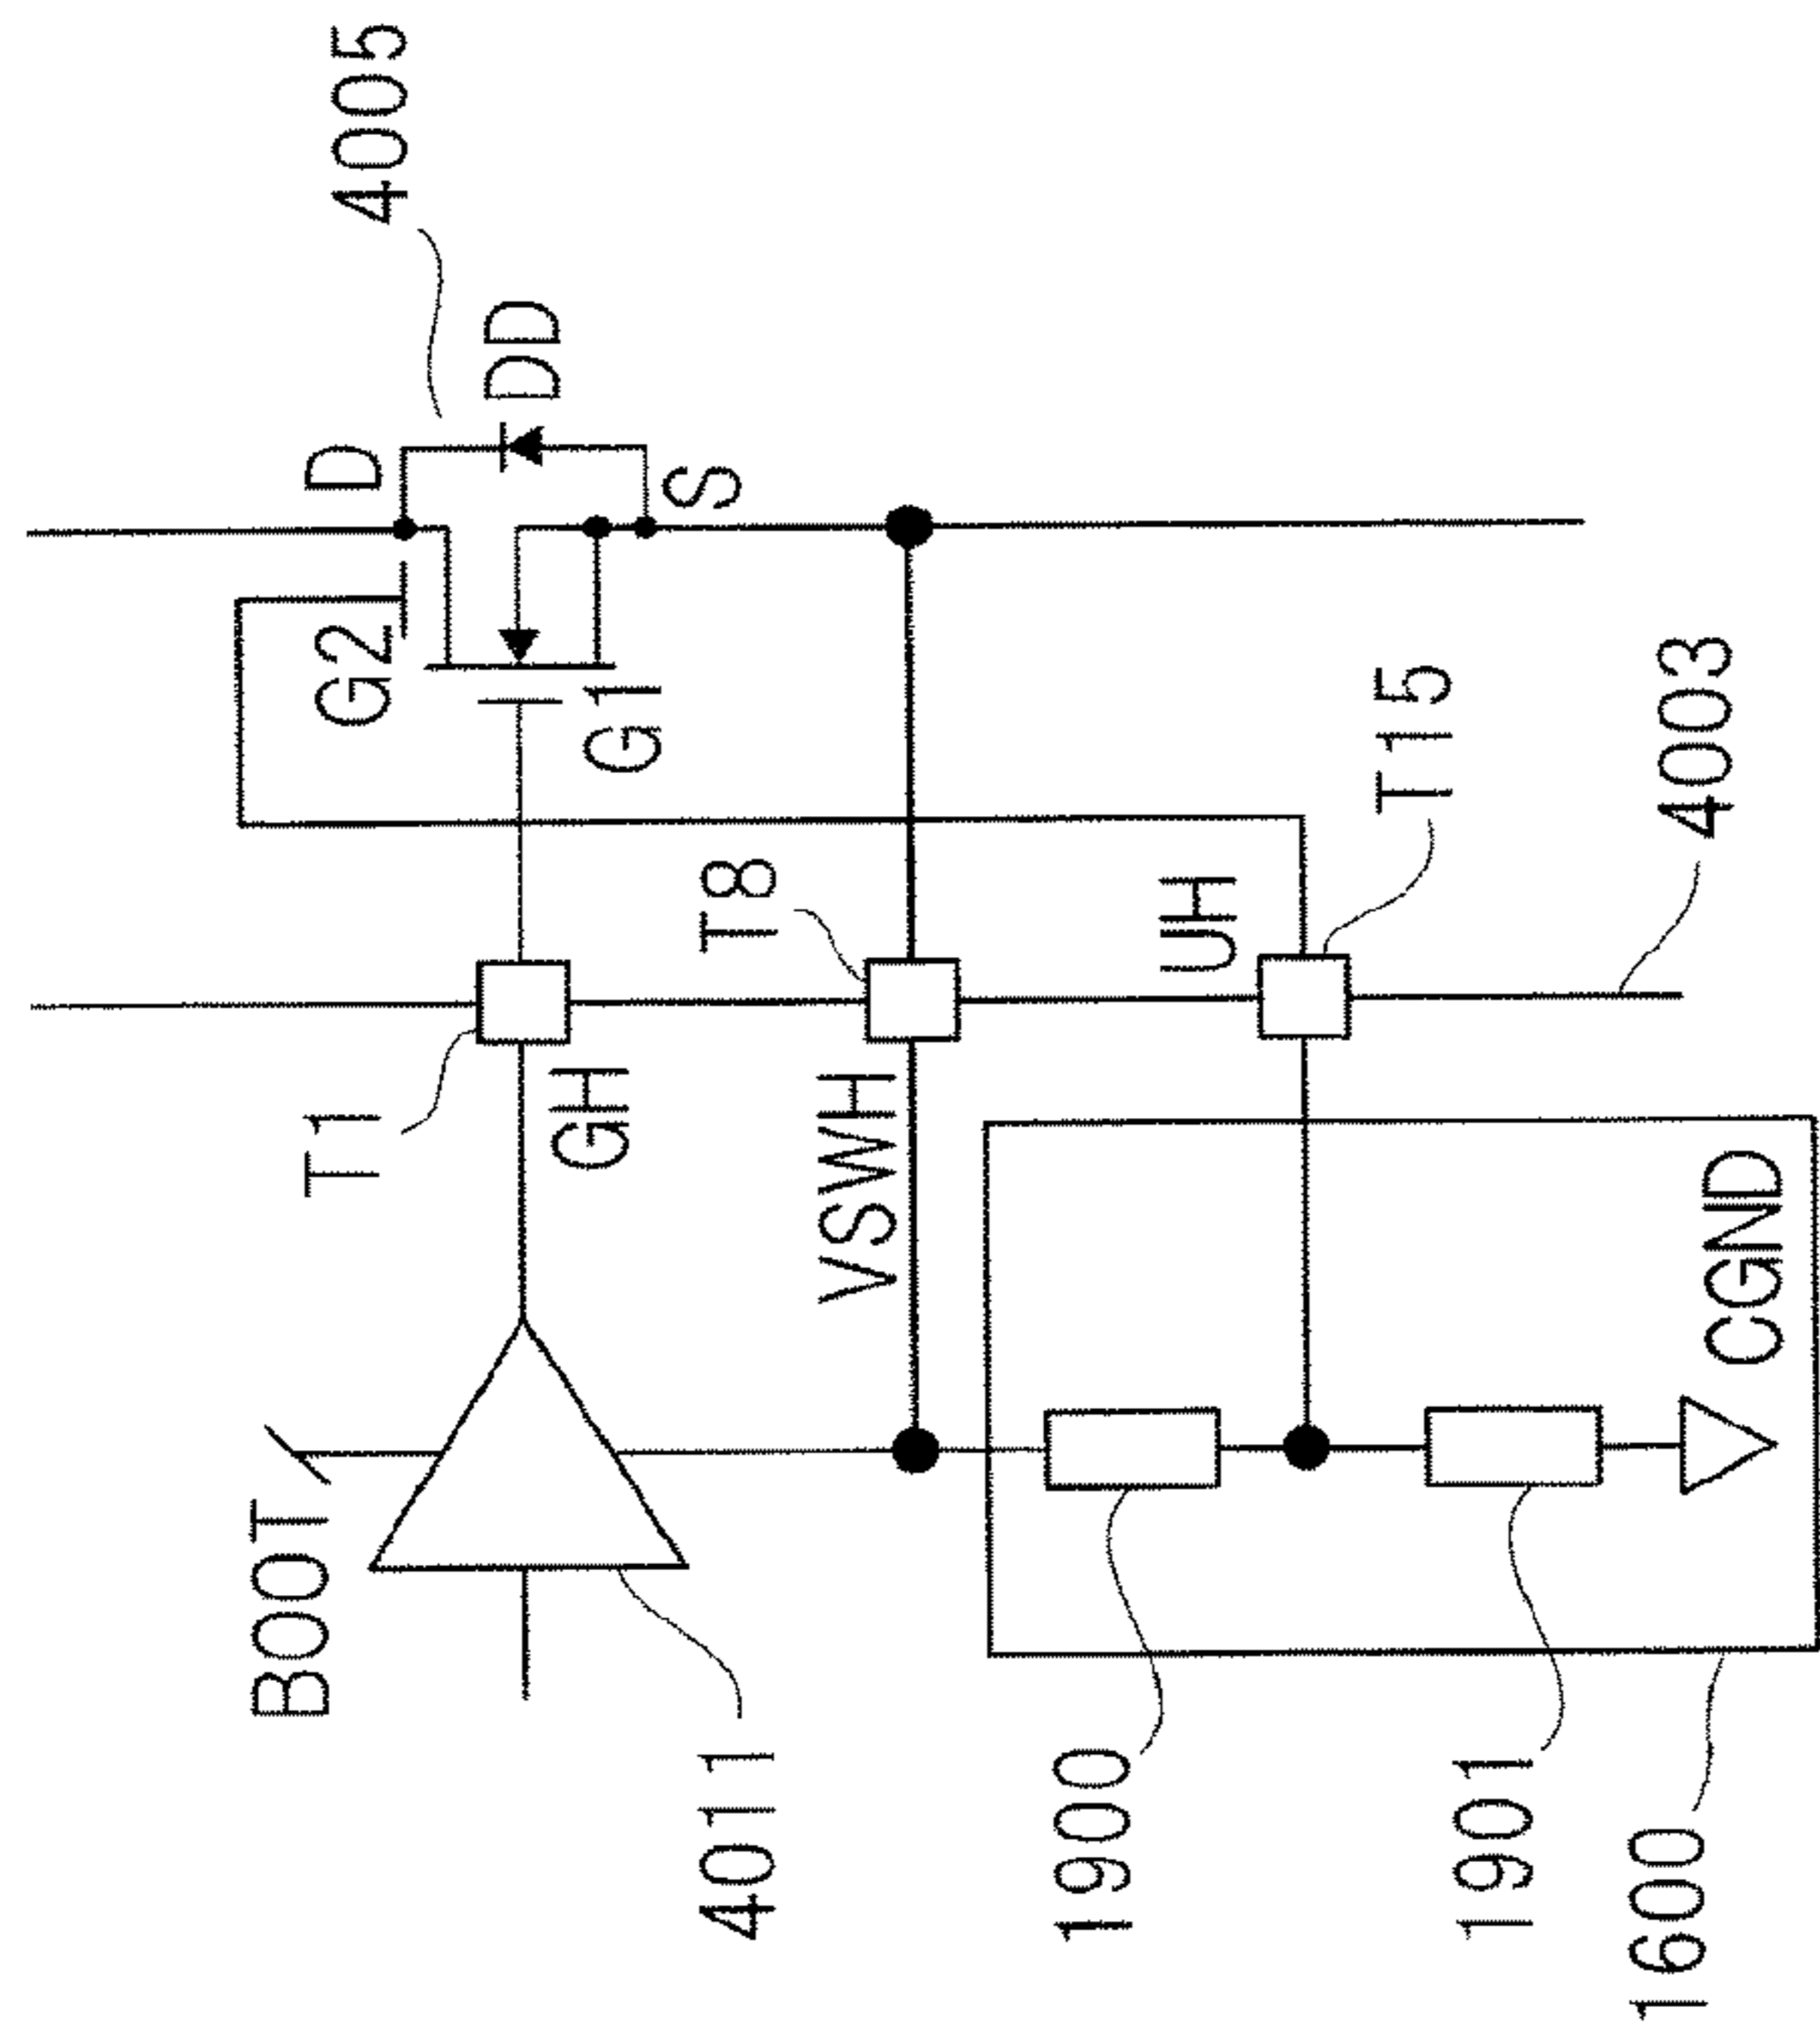 BOOT
T1
G2
D
4005
DD
GH
G1
S
4011
T8
VSWH
1900
UH
T15
1901
1600
CGND
4003